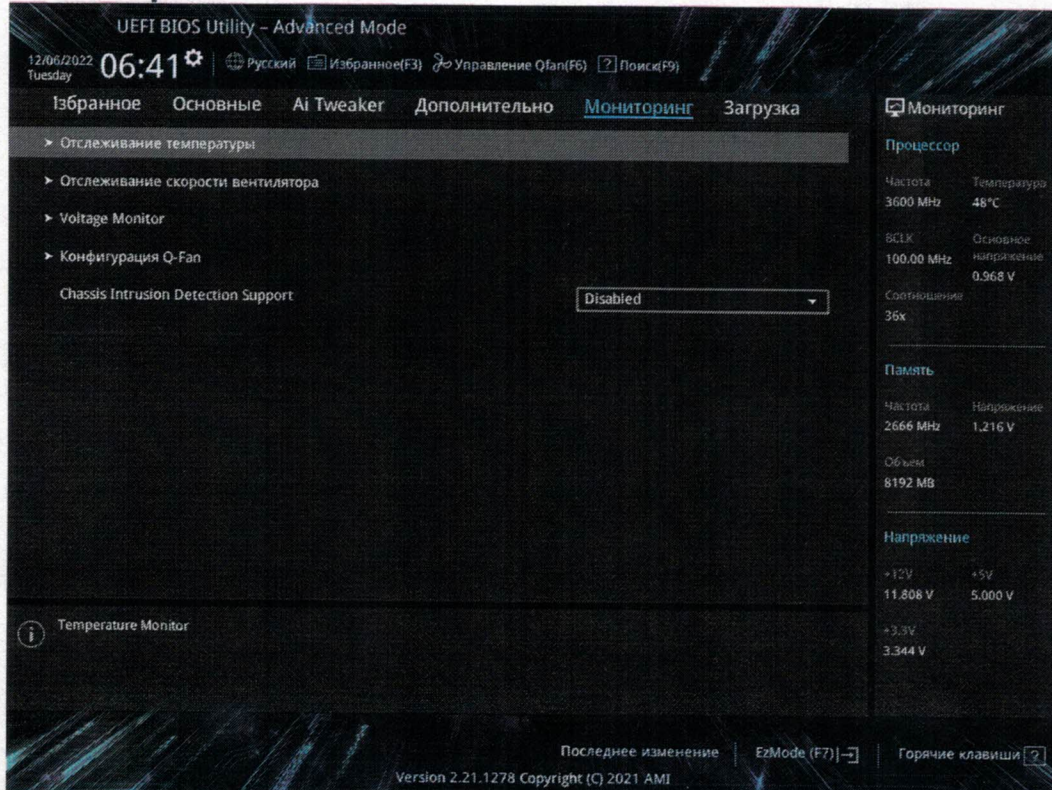 UEFI BIOS Utility – Advanced Mode
12/06/2022
Tuesday
06:41
Русский
Избранное(F3)
Управление Qfan(F6)
? Поиск(F9)
Ізбранное
Основные
Ai Tweaker
Дополнительно
Мониторинг
Загрузка
Отслеживание температуры
Отслеживание скорости вентилятора
Voltage Monitor
Конфигурация Q-Fan
Chassis Intrusion Detection Support
Disabled
i
Temperature Monitor
Мониторинг
Процессор
Частота
Температура
3600 MHz
48°C
BCLK
Основное напряжение
100.00 MHz
0.968 V
Соотношение
36x
Память
Частота
Напряжение
2666 MHz
1.216 V
Объем
8192 MB
Напряжение
+12V
+5V
11.808 V
5.000 V
+3.3V
3.344 V
Последнее изменение
EzMode (F7)
Горячие клавиши ?
Version 2.21.1278 Copyright (C) 2021 AMI